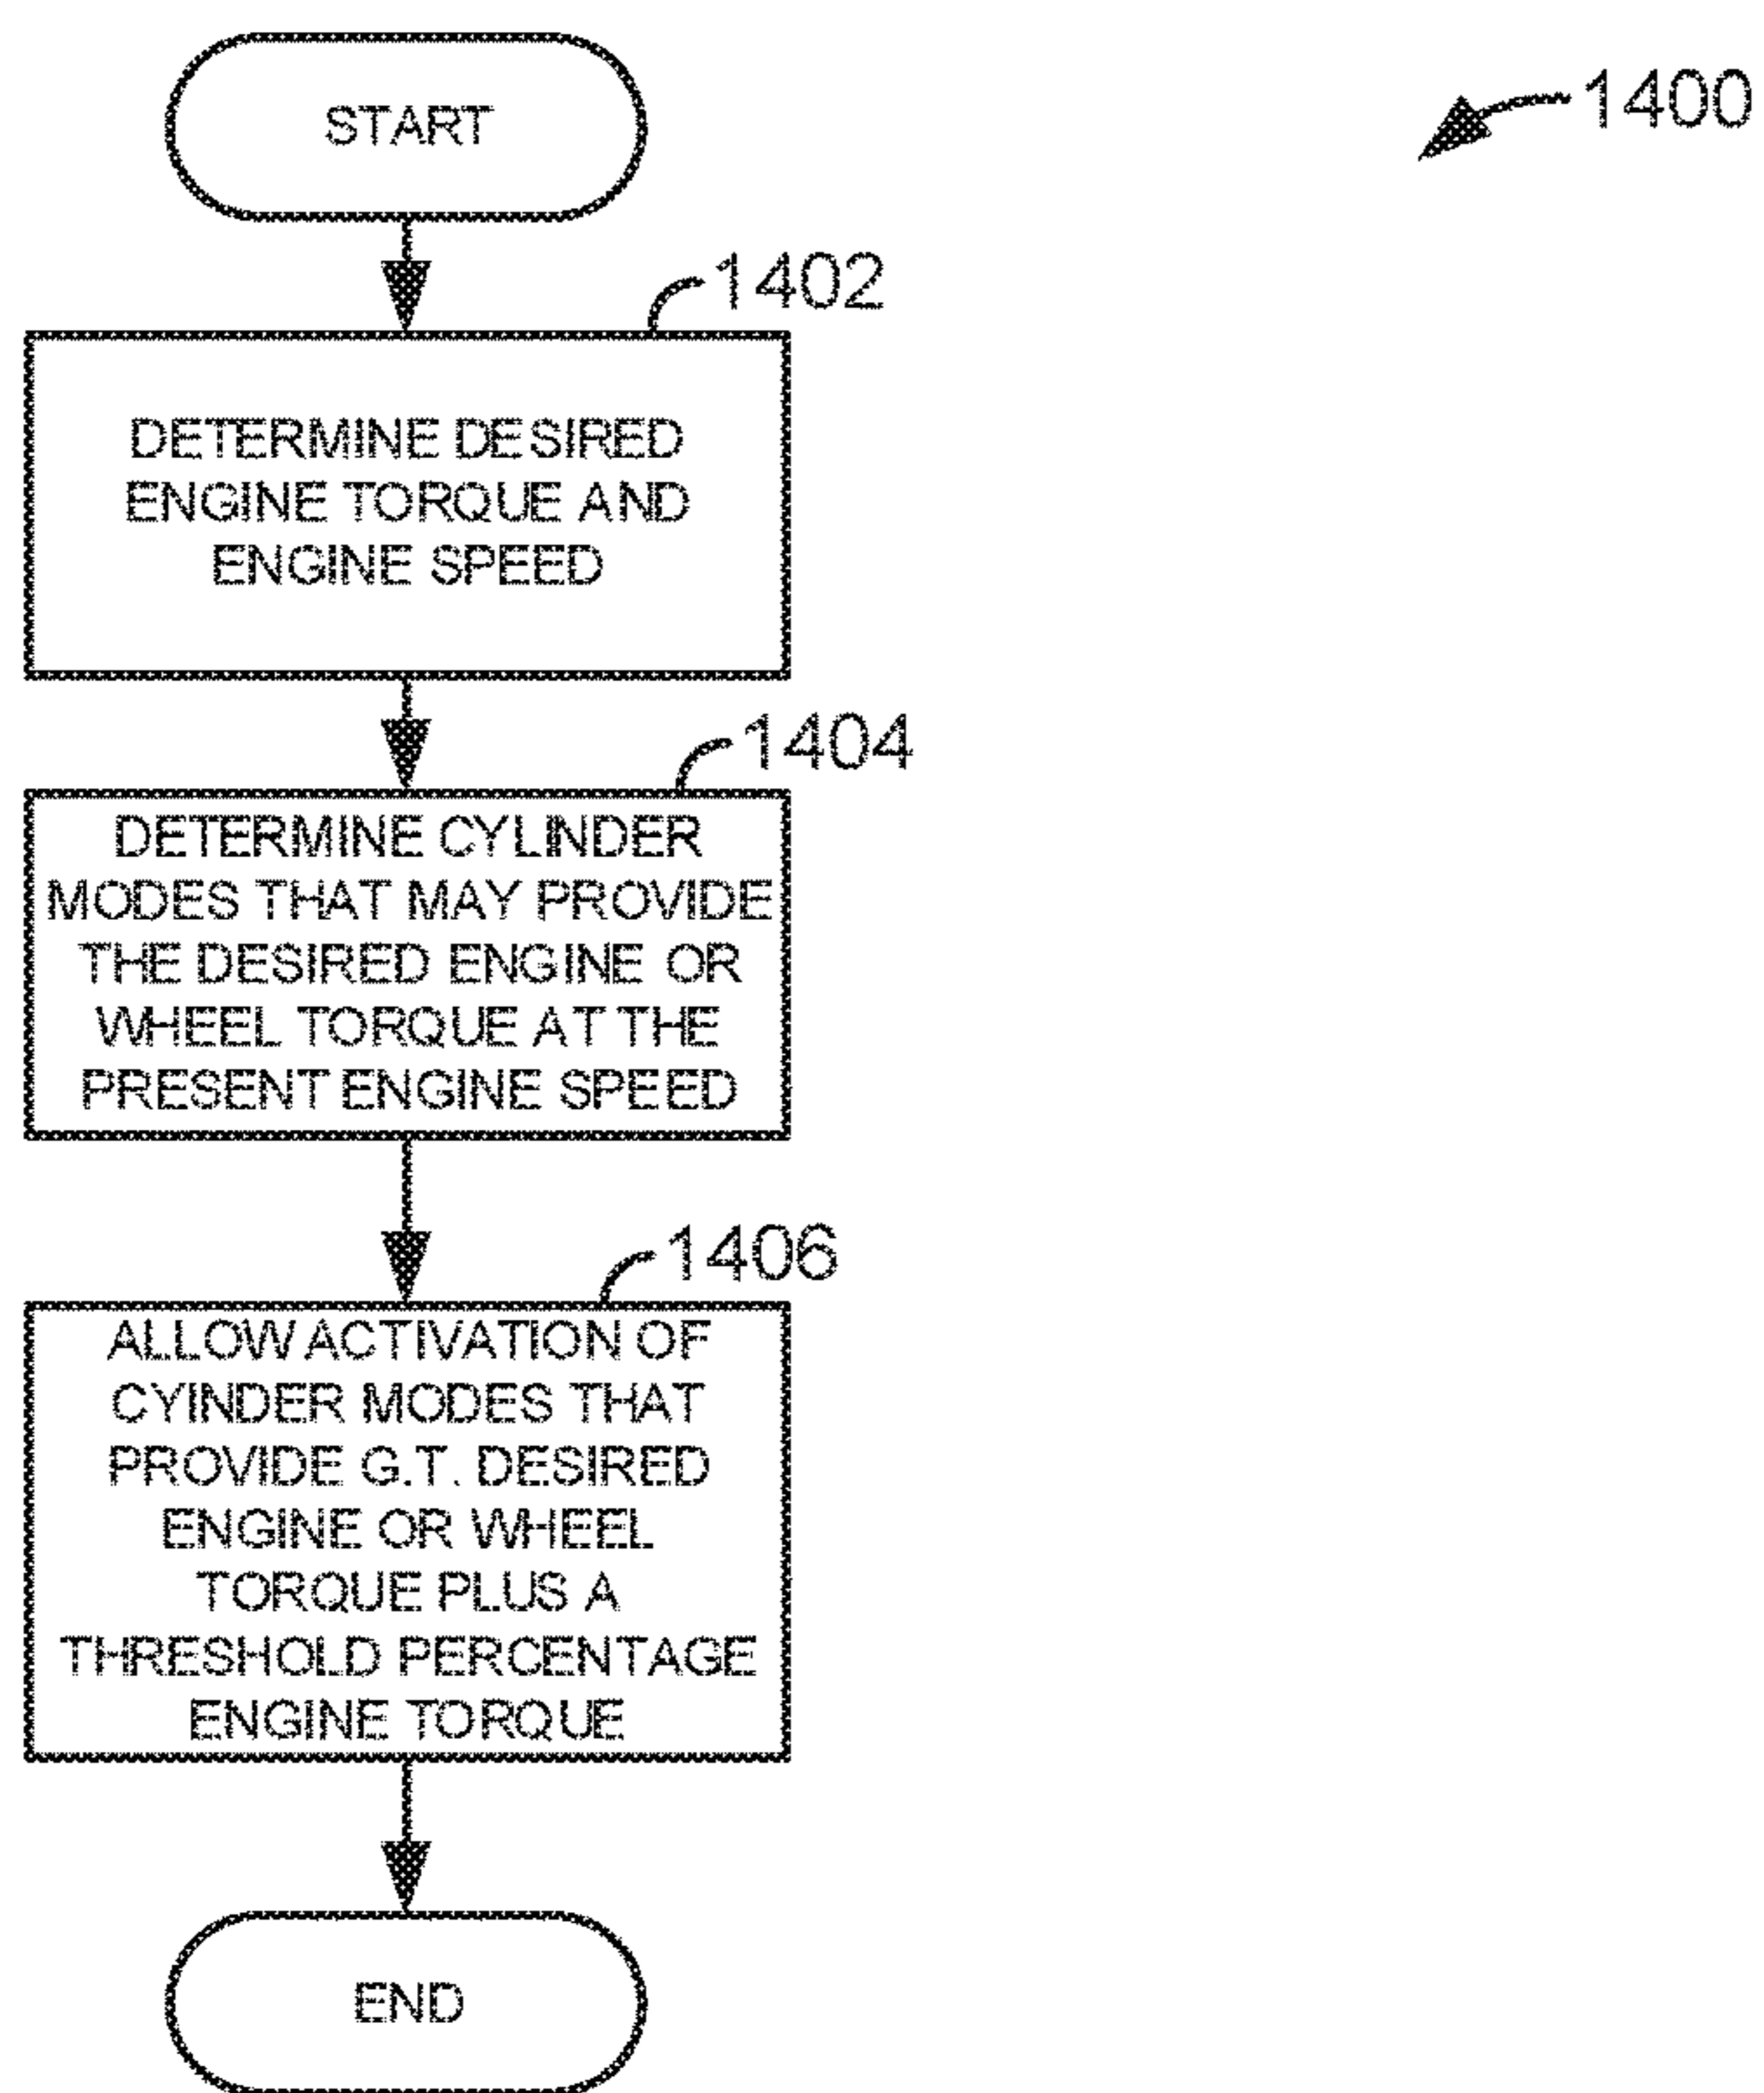 START
1400
1402
DETERMINE DESIRED
ENGINE TORQUE AND
ENGINE SPEED
1404
DETERMINE CYLINDER
MODES THAT MAY PROVIDE
THE DESIRED ENGINE OR
WHEEL TORQUE AT THE
PRESENT ENGINE SPEED
1406
ALLOW ACTIVATION OF
CYINDER MODES THAT
PROVIDE G.T. DESIRED
ENGINE OR WHEEL
TORQUE PLUS A
THRESHOLD PERCENTAGE
ENGINE TORQUE
END